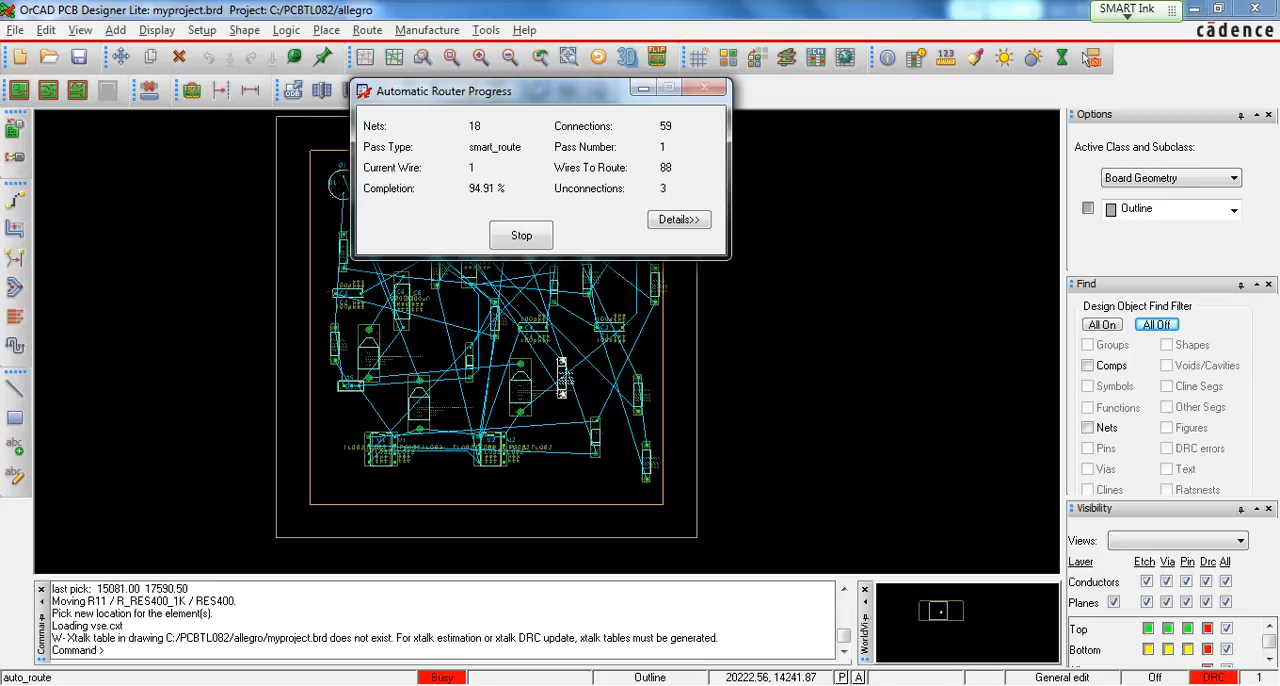 OrCAD PCB Designer Lite: myproject.brd Project: C:/PCBTL082/allegro
SMART Ink
File Edit View Add Display Setup Shape Logic Place Route Manufacture Tools Help
cādence
3D
FLIP
123
Automatic Router Progress
Nets: 18 Connections: 59
Pass Type: smart_route Pass Number: 1
Current Wire: 1 Wires To Route: 88
Completion: 94.91 % Unconnections: 3
Details>>
Stop
Options
Active Class and Subclass:
Board Geometry
Outline
Find
Design Object Find Filter
All On All Off
Groups Shapes
Comps Voids/Cavities
Symbols Cline Segs
Functions Other Segs
Nets Figures
Pins DRC errors
Vias Text
Clines Ratsnests
Visibility
Views:
Layer Etch Via Pin Drc All
Conductors
Planes
Top
Bottom
last pick: 15081.00 17590.50
Moving R11 / R_RES400_1K / RES400.
Pick new location for the element(s).
Loading vse.cxt
W- Xtalk table in drawing C:/PCBTL082/allegro/myproject.brd does not exist. For xtalk estimation or xtalk DRC update, xtalk tables must be generated.
Command >
auto_route Busy Outline 20222.56, 14241.87 P A General edit Off DRC 1